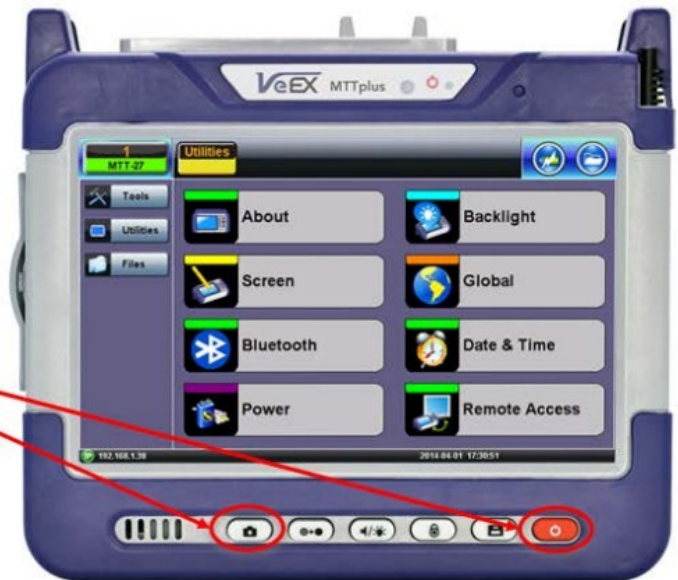 VeEX MTTplus
1
MTT-27
Utilities
Tools
Utilities
Files
About
Backlight
Screen
Global
Bluetooth
Date & Time
Power
Remote Access
192.168.1.30
2014-04-01 17:30:51